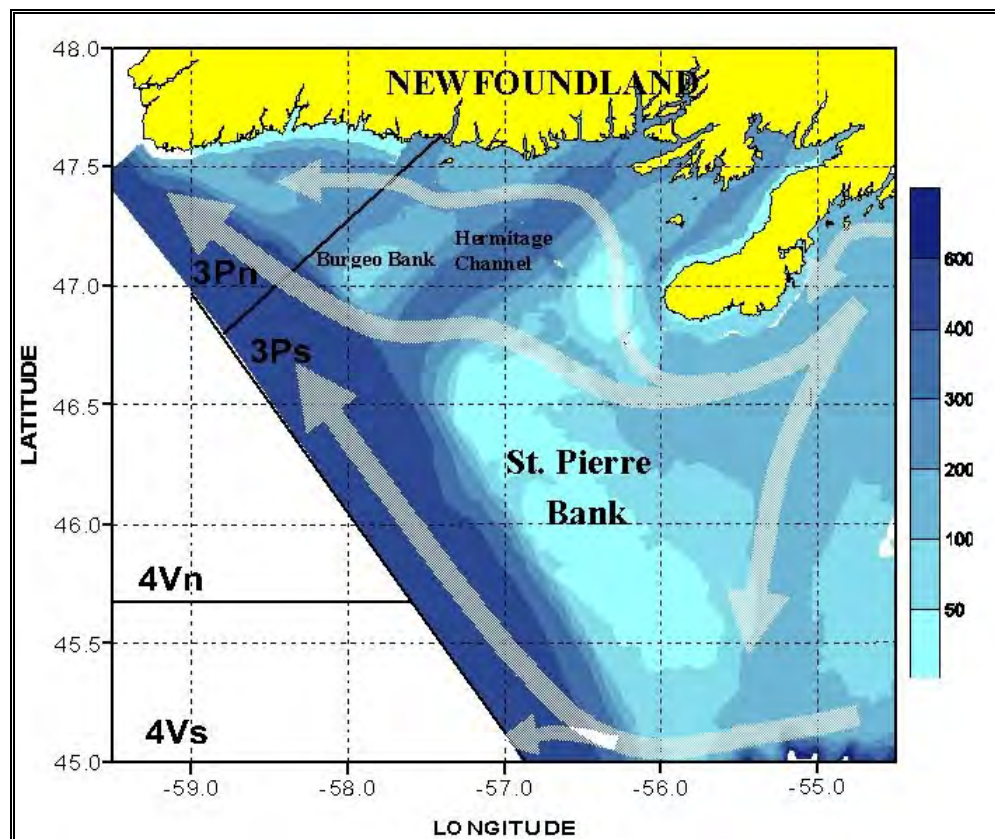 48.0
NEWFOUNDLAND
47.5
Hermitage
Burgeo Bank
Channel
3Pn
47.0
600
3Ps
400
LATITUDE
46.5
300
St. Pierre
200
Bank
46.0
100
4Vn
50
45.5
4Vs
45.0
-59.0
-58.0
-57.0
-56.0
-55.0
LONGITUDE